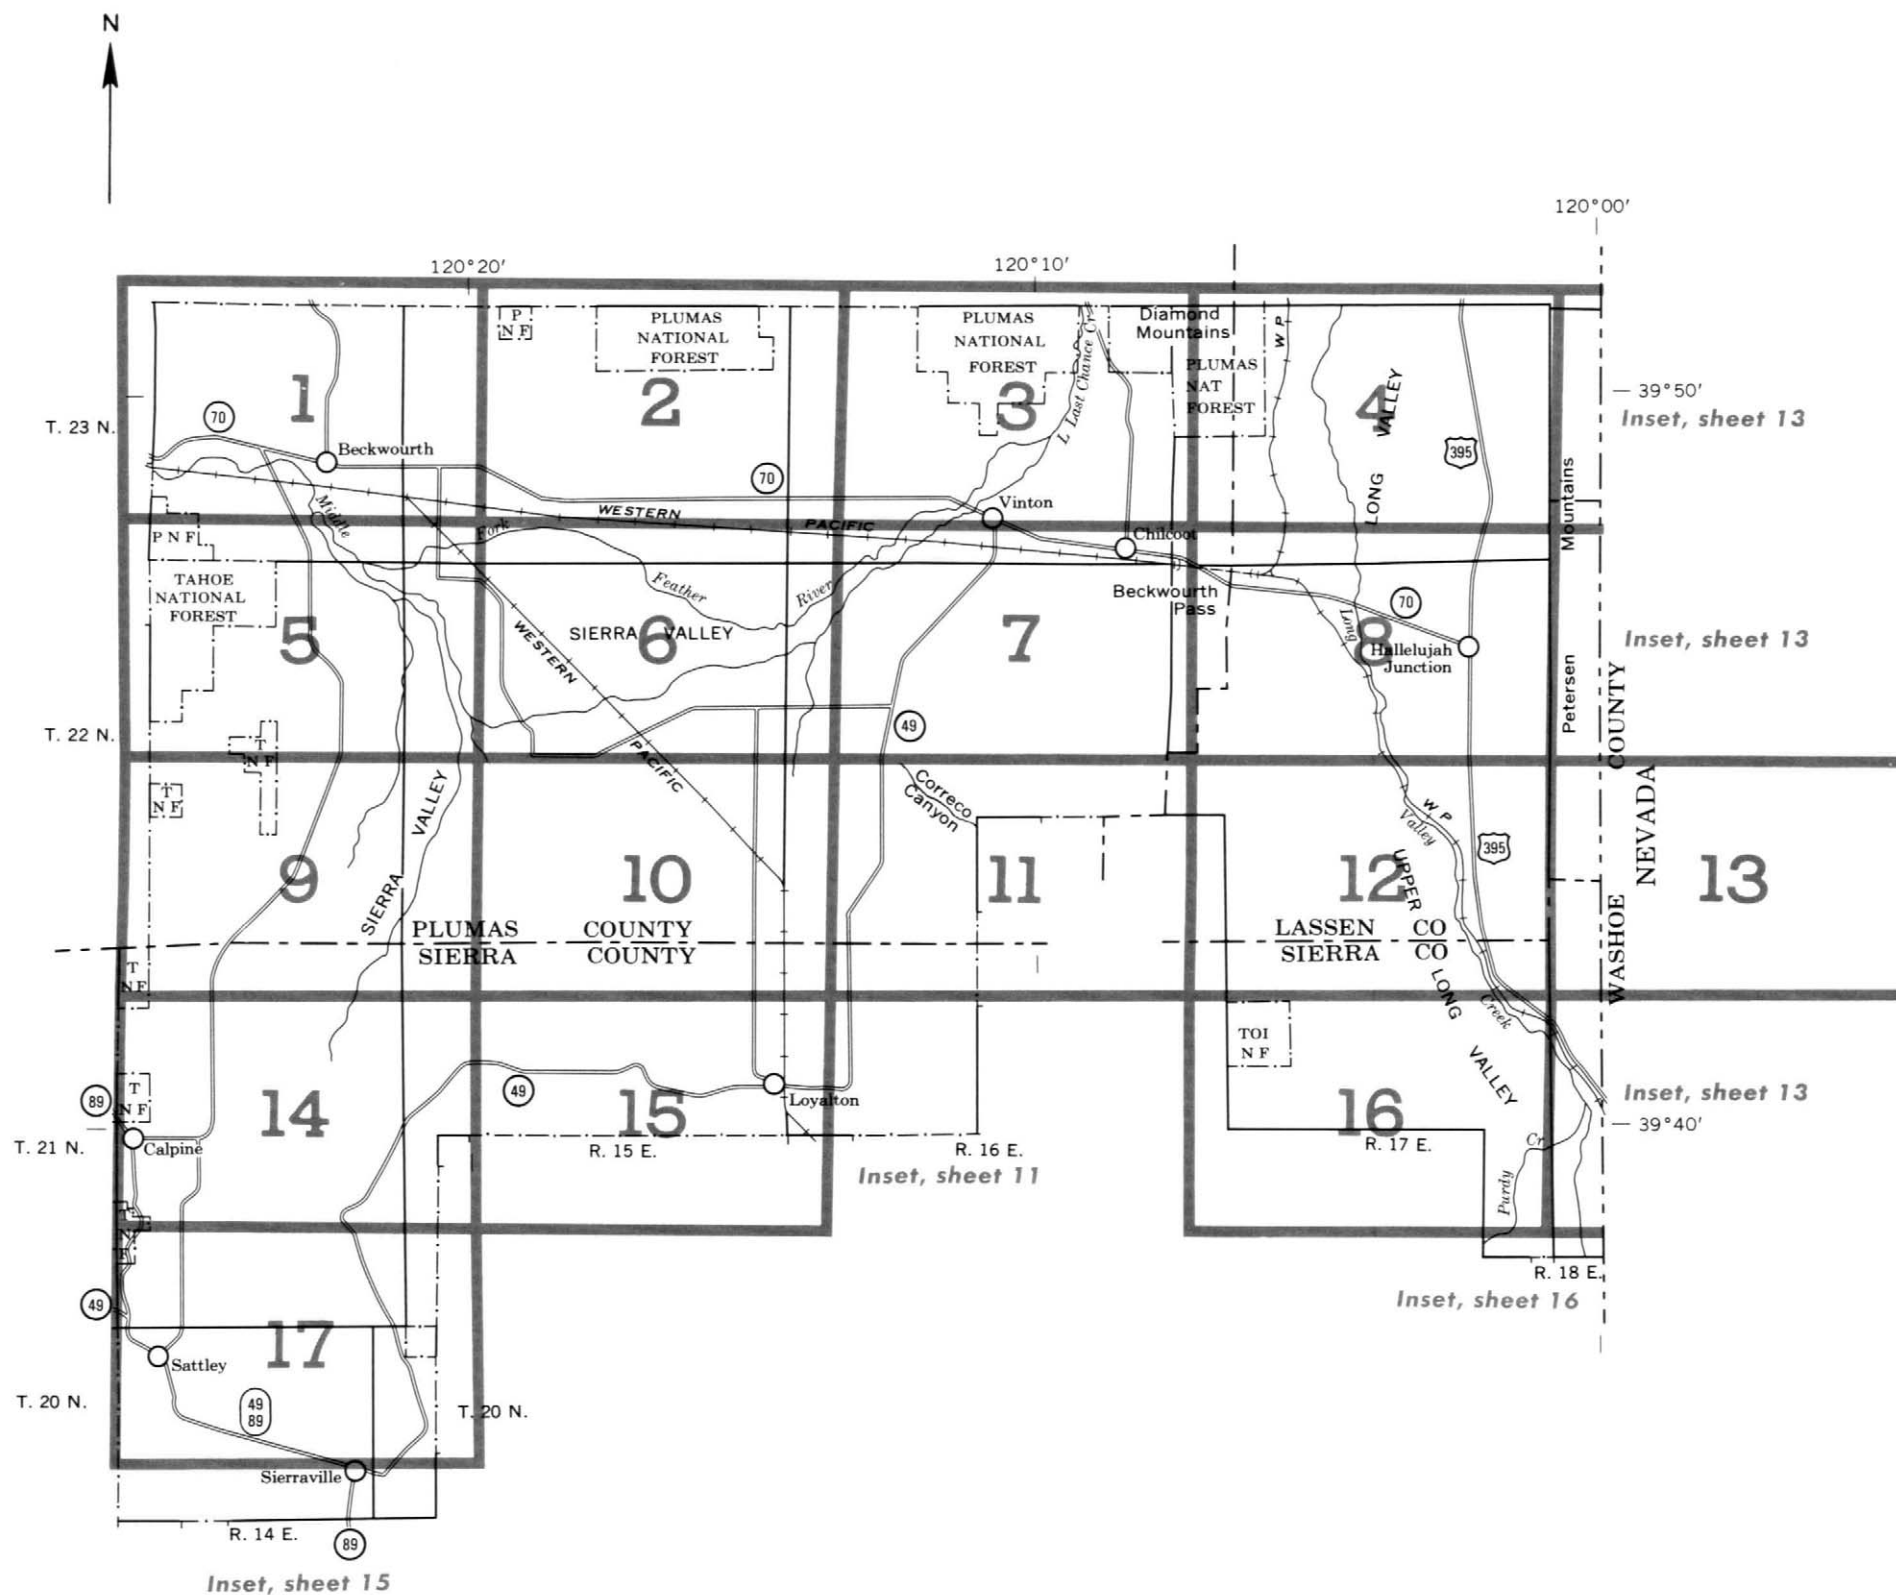 N
120°00'
120°20'
120°10'
P
N F
PLUMAS
NATIONAL
FOREST
PLUMAS
NATIONAL
FOREST
L Last Chance Cr
Diamond
Mountains
PLUMAS
NAT
FOREST
W P
1
2
3
4
LONG VALLEY
39°50'
Inset, sheet 13
T. 23 N.
70
Beckwourth
70
395
Vinton
WESTERN PACIFIC
Chilcoot
Mountains
Middle
Fork
P N F
TAHOE
NATIONAL
FOREST
Feather
River
Beckwourth
Pass
70
Long
5
SIERRA VALLEY
6
7
8
Hallelujah
Junction
Inset, sheet 13
WESTERN
Petersen
COUNTY
49
T. 22 N.
T
N F
PACIFIC
T
N F
Correco
Canyon
VALLEY
W P
Valley
NEVADA
395
9
10
11
12
13
SIERRA
UPPER
PLUMAS COUNTY
SIERRA COUNTY
LASSEN CO
SIERRA CO
WASHOE
T
N F
LONG
Creek
TOI
N F
VALLEY
T
N F
89
49
Loyalton
14
15
16
Inset, sheet 13
39°40'
Calpine
T. 21 N.
R. 15 E.
R. 16 E.
R. 17 E.
Cr
Inset, sheet 11
Purdy
T
N
F
R. 18 E.
49
Inset, sheet 16
17
Sattley
T. 20 N.
49
89
T. 20 N.
Sierraville
R. 14 E.
89
Inset, sheet 15